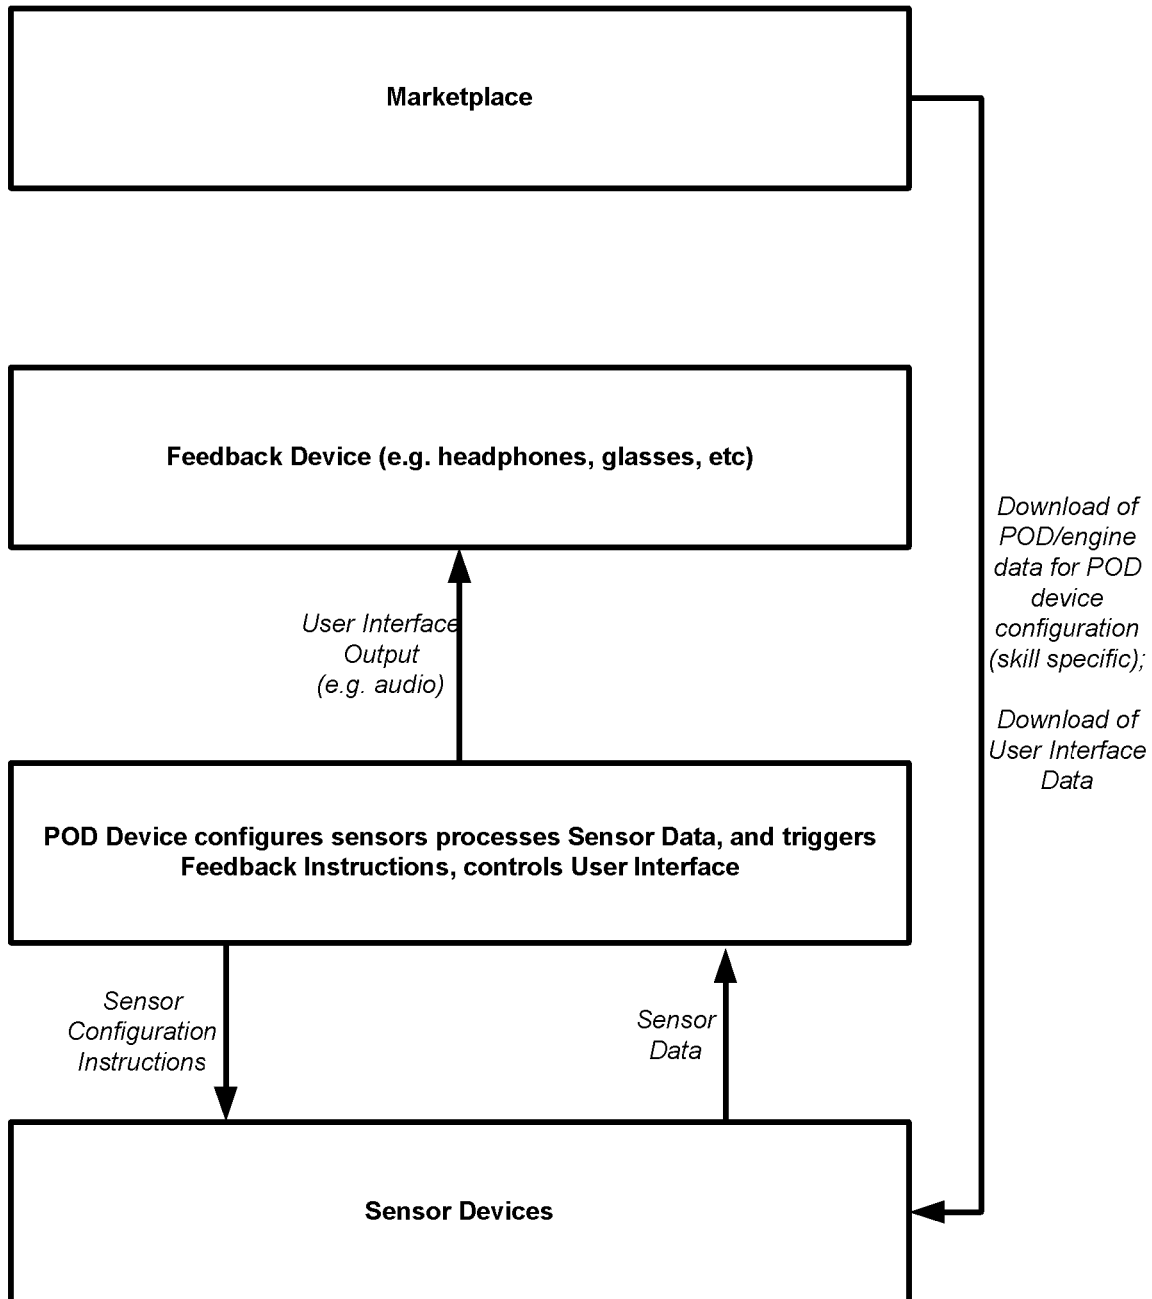 Marketplace
Feedback Device (e.g. headphones, glasses, etc)
Download of
POD/engine
data for POD
device
configuration
(skill specific);
Download of
User Interface
Data
User Interface
Output
(e.g. audio)
POD Device configures sensors processes Sensor Data, and triggers
Feedback Instructions, controls User Interface
Sensor
Configuration
Instructions
Sensor
Data
Sensor Devices